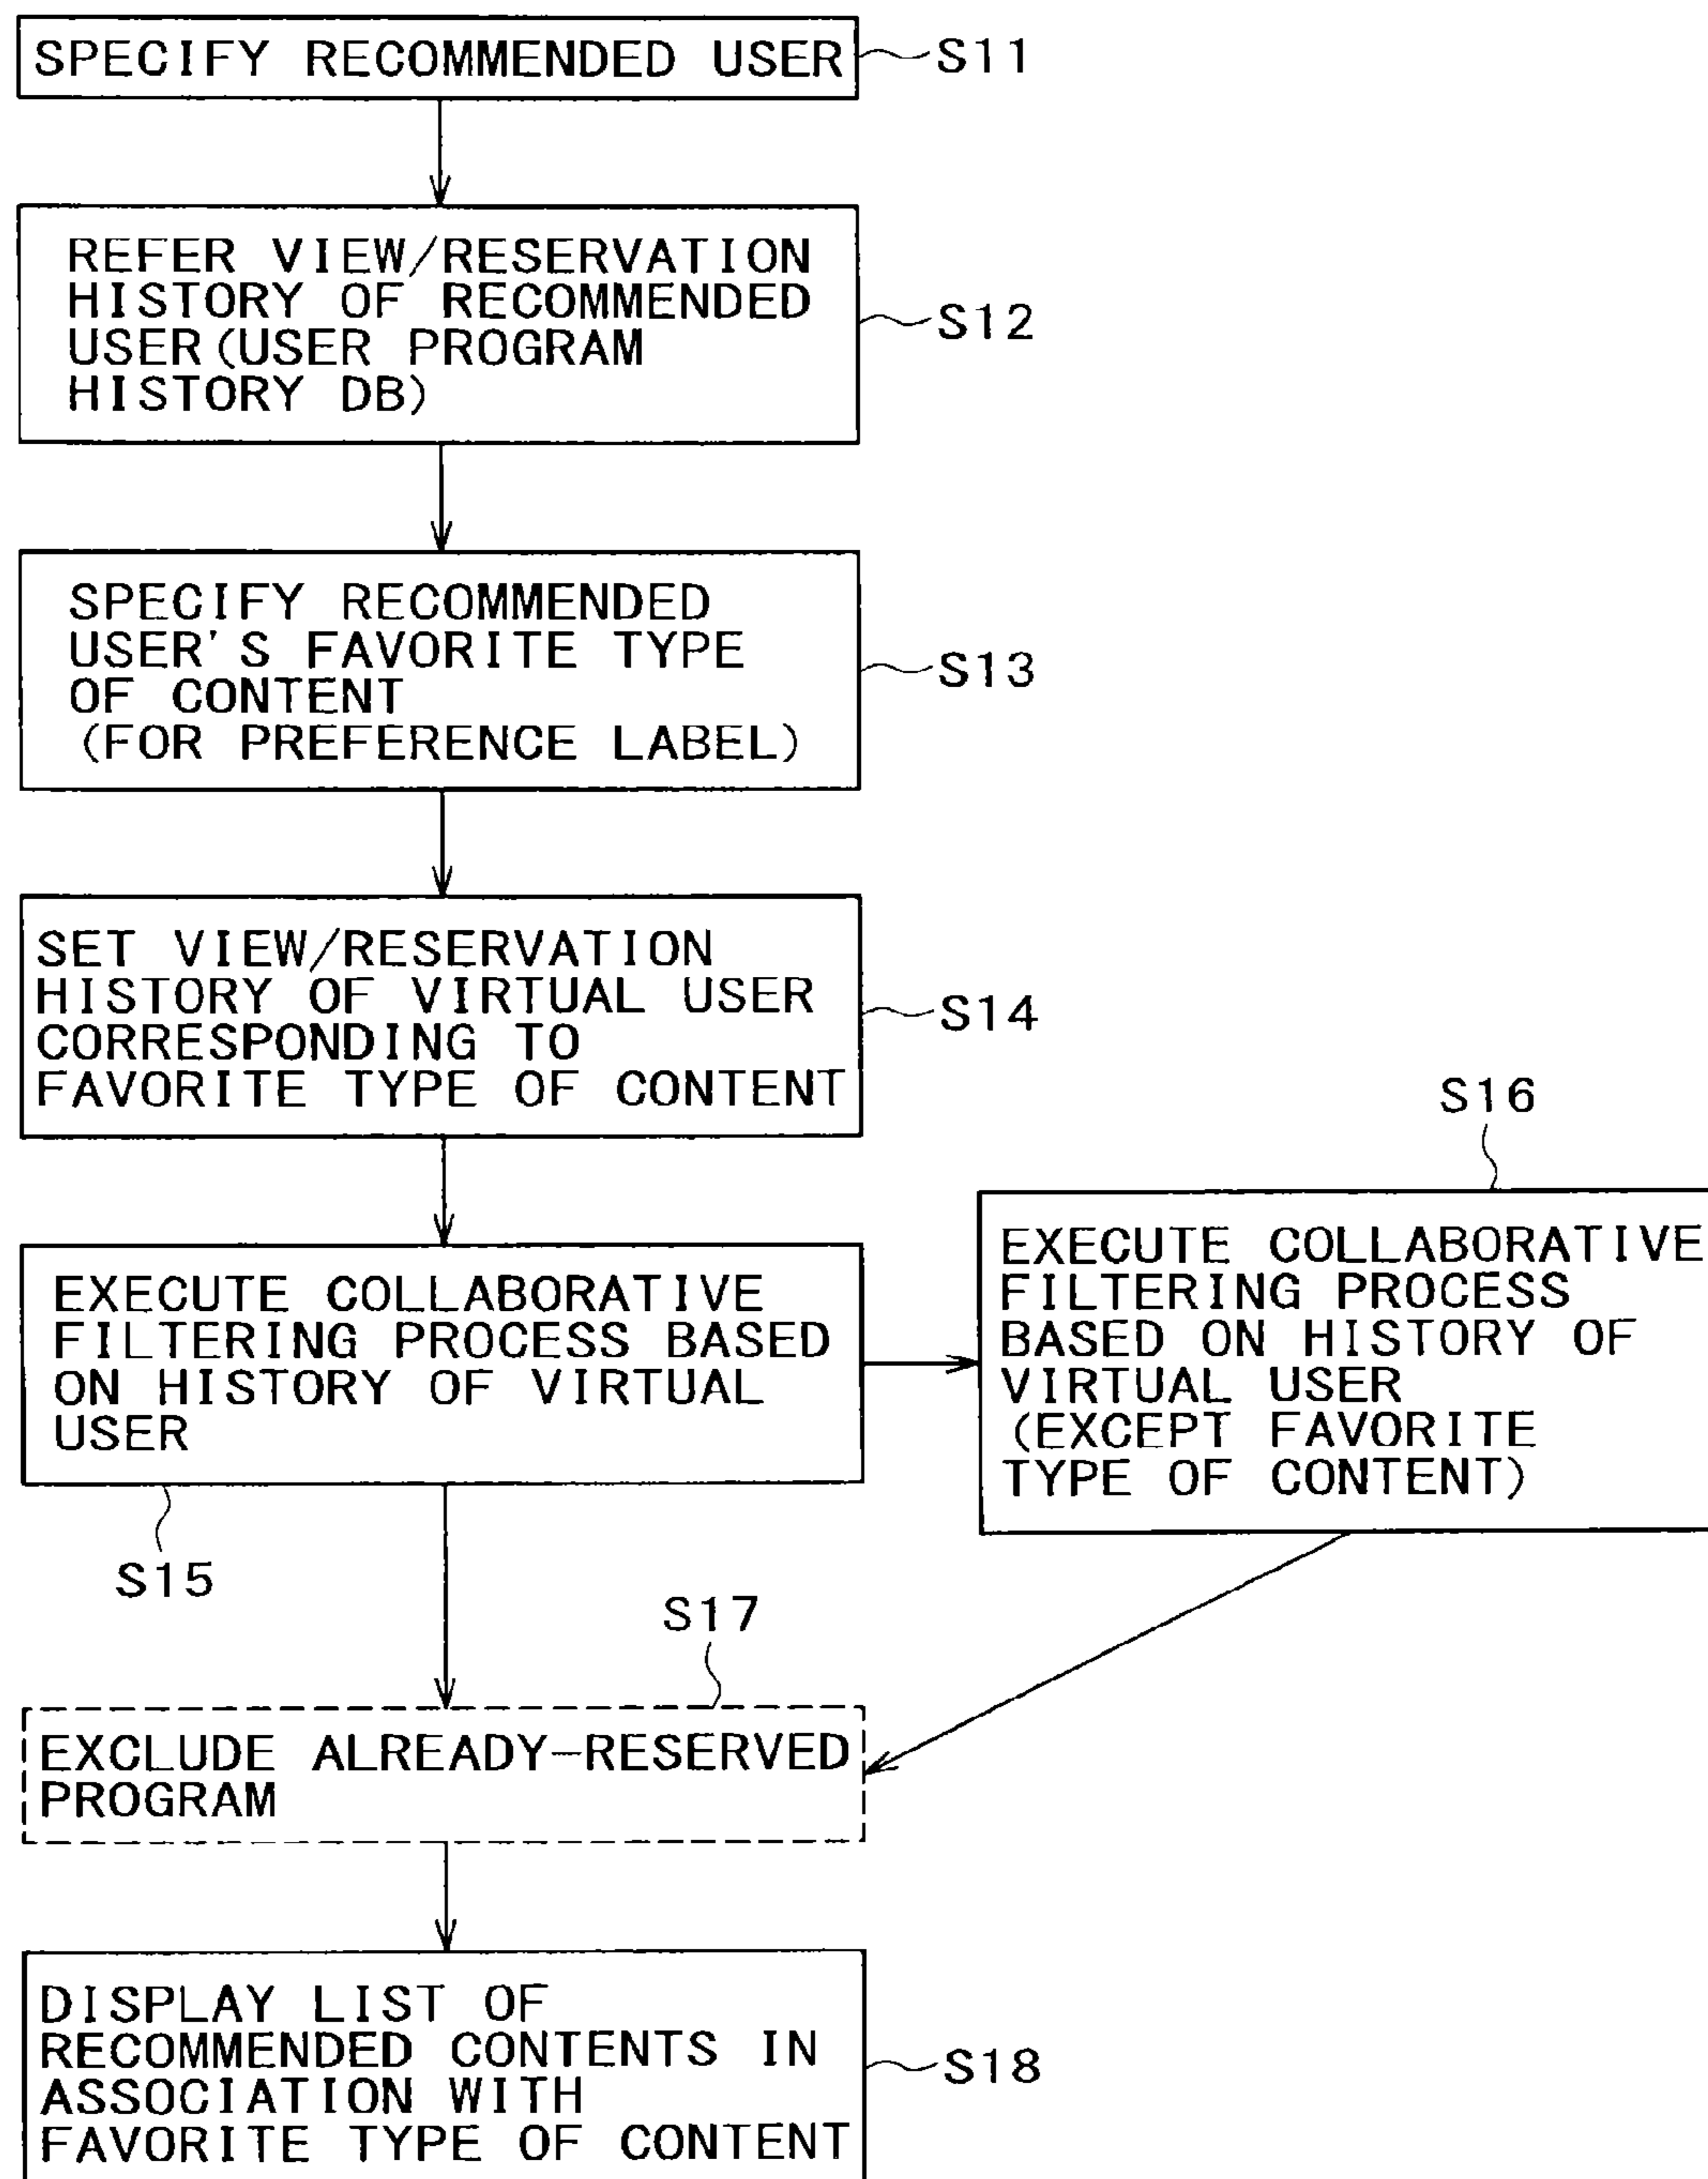 SPECIFY RECOMMENDED USER
S11
REFER VIEW/RESERVATION
HISTORY OF RECOMMENDED
USER(USER PROGRAM
HISTORY DB)
S12
SPECIFY RECOMMENDED
USER'S FAVORITE TYPE
OF CONTENT
(FOR PREFERENCE LABEL)
S13
SET VIEW/RESERVATION
HISTORY OF VIRTUAL USER
CORRESPONDING TO
FAVORITE TYPE OF CONTENT
S14
EXECUTE COLLABORATIVE
FILTERING PROCESS BASED
ON HISTORY OF VIRTUAL
USER
S15
S16
EXECUTE COLLABORATIVE
FILTERING PROCESS
BASED ON HISTORY OF
VIRTUAL USER
(EXCEPT FAVORITE
TYPE OF CONTENT)
S17
EXCLUDE ALREADY-RESERVED
PROGRAM
DISPLAY LIST OF
RECOMMENDED CONTENTS IN
ASSOCIATION WITH
FAVORITE TYPE OF CONTENT
S18